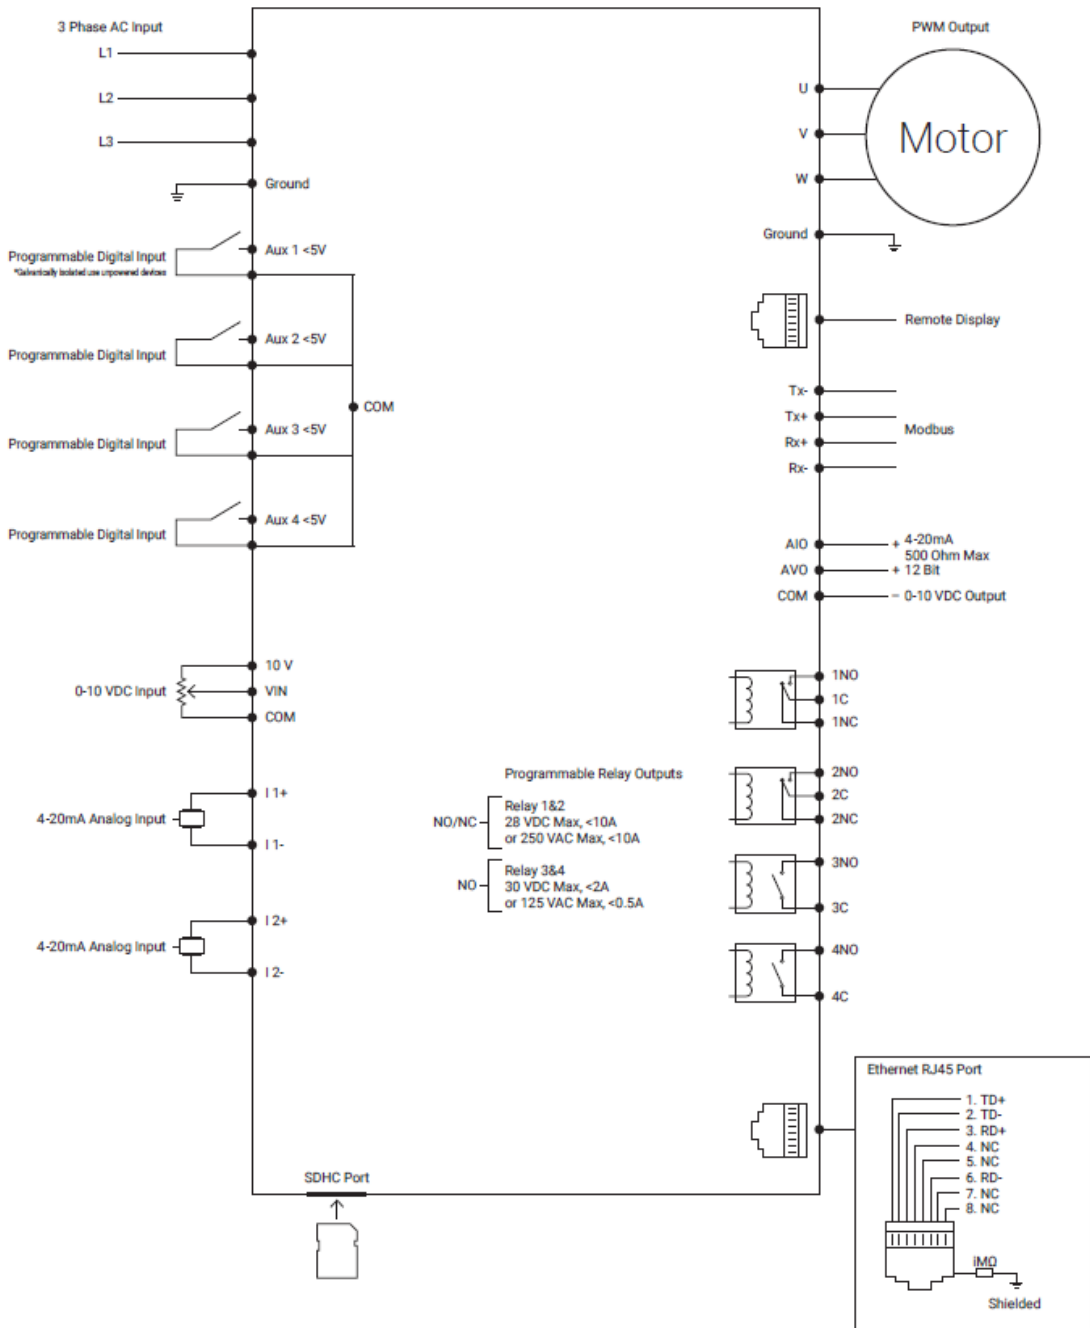 3 Phase AC Input
L1
L2
L3
Ground
Programmable Digital Input
*Galvanically isolated use unpowered devices
Aux 1 <5V
Programmable Digital Input
Aux 2 <5V
COM
Programmable Digital Input
Aux 3 <5V
Programmable Digital Input
Aux 4 <5V
0-10 VDC Input
10 V
VIN
COM
4-20mA Analog Input
I 1+
I 1-
4-20mA Analog Input
I 2+
I 2-
PWM Output
U
V
W
Motor
Ground
Remote Display
Tx-
Tx+
Rx+
Rx-
Modbus
AIO
+ 4-20mA
500 Ohm Max
AVO
+ 12 Bit
COM
- 0-10 VDC Output
Programmable Relay Outputs
NO/NC
Relay 1&2
28 VDC Max, <10A
or 250 VAC Max, <10A
NO
Relay 3&4
30 VDC Max, <2A
or 125 VAC Max, <0.5A
1NO
1C
1NC
2NO
2C
2NC
3NO
3C
4NO
4C
Ethernet RJ45 Port
1. TD+
2. TD-
3. RD+
4. NC
5. NC
6. RD-
7. NC
8. NC
iMΩ
Shielded
SDHC Port